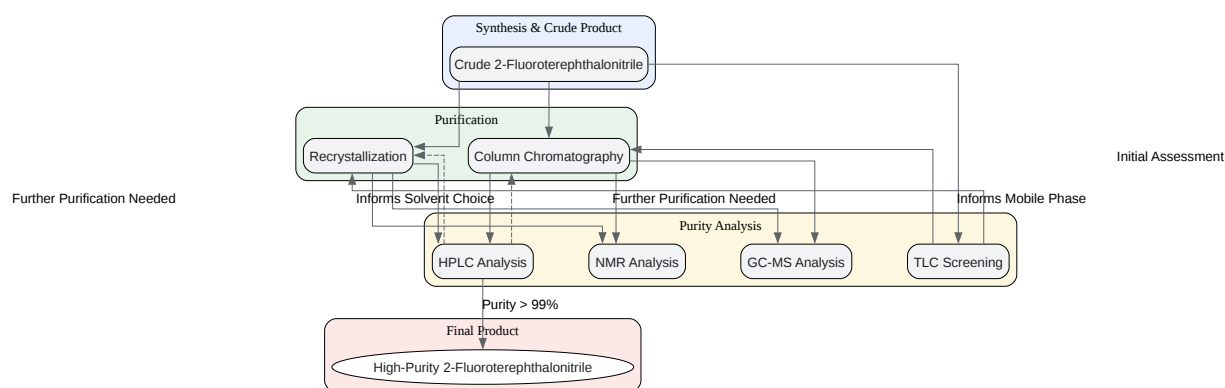 Synthesis & Crude Product
Crude 2-Fluoroterephthalonitrile
Purification
Recrystallization
Column Chromatography
Initial Assessment
Further Purification Needed
Informs Solvent Choice
Further Purification Needed
Informs Mobile Phase
Purity Analysis
HPLC Analysis
NMR Analysis
GC-MS Analysis
TLC Screening
Purity > 99%
Final Product
High-Purity 2-Fluoroterephthalonitrile